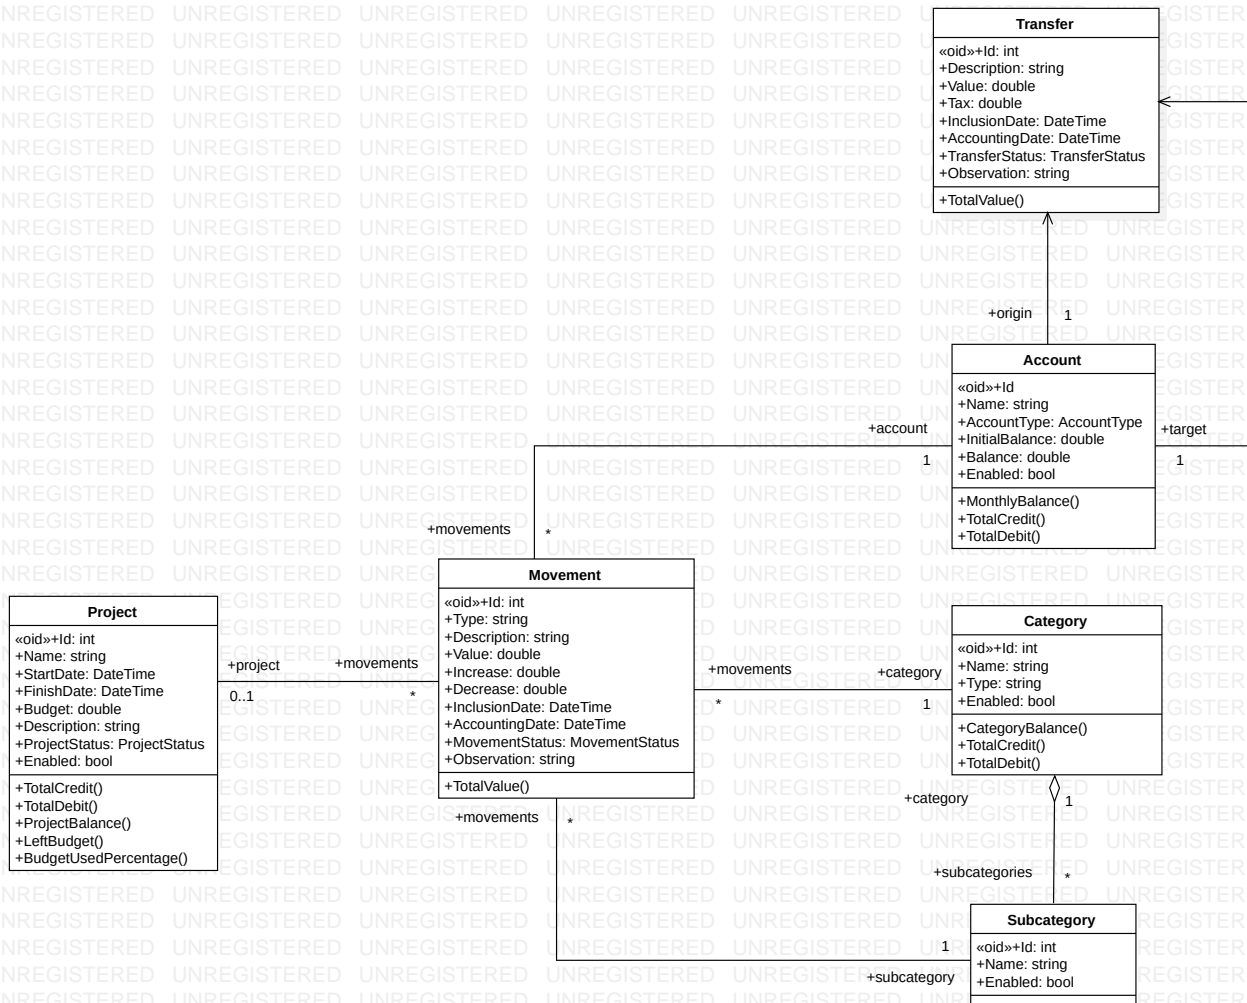 Transfer
«oid»+Id: int
+Description: string
+Value: double
+Tax: double
+InclusionDate: DateTime
+AccountingDate: DateTime
+TransferStatus: TransferStatus
+Observation: string
+TotalValue()
+origin
1
Account
«oid»+Id
+Name: string
+AccountType: AccountType
+InitialBalance: double
+Balance: double
+Enabled: bool
+MonthlyBalance()
+TotalCredit()
+TotalDebit()
+account
1
+target
1
+movements
*
Movement
«oid»+Id: int
+Type: string
+Description: string
+Value: double
+Increase: double
+Decrease: double
+InclusionDate: DateTime
+AccountingDate: DateTime
+MovementStatus: MovementStatus
+Observation: string
+TotalValue()
Project
«oid»+Id: int
+Name: string
+StartDate: DateTime
+FinishDate: DateTime
+Budget: double
+Description: string
+ProjectStatus: ProjectStatus
+Enabled: bool
+TotalCredit()
+TotalDebit()
+ProjectBalance()
+LeftBudget()
+BudgetUsedPercentage()
+project
0..1
+movements
*
+movements
*
+category
1
Category
«oid»+Id: int
+Name: string
+Type: string
+Enabled: bool
+CategoryBalance()
+TotalCredit()
+TotalDebit()
+category
1
+movements
*
+subcategories
*
Subcategory
«oid»+Id: int
+Name: string
+Enabled: bool
1
+subcategory
UNREGISTERED